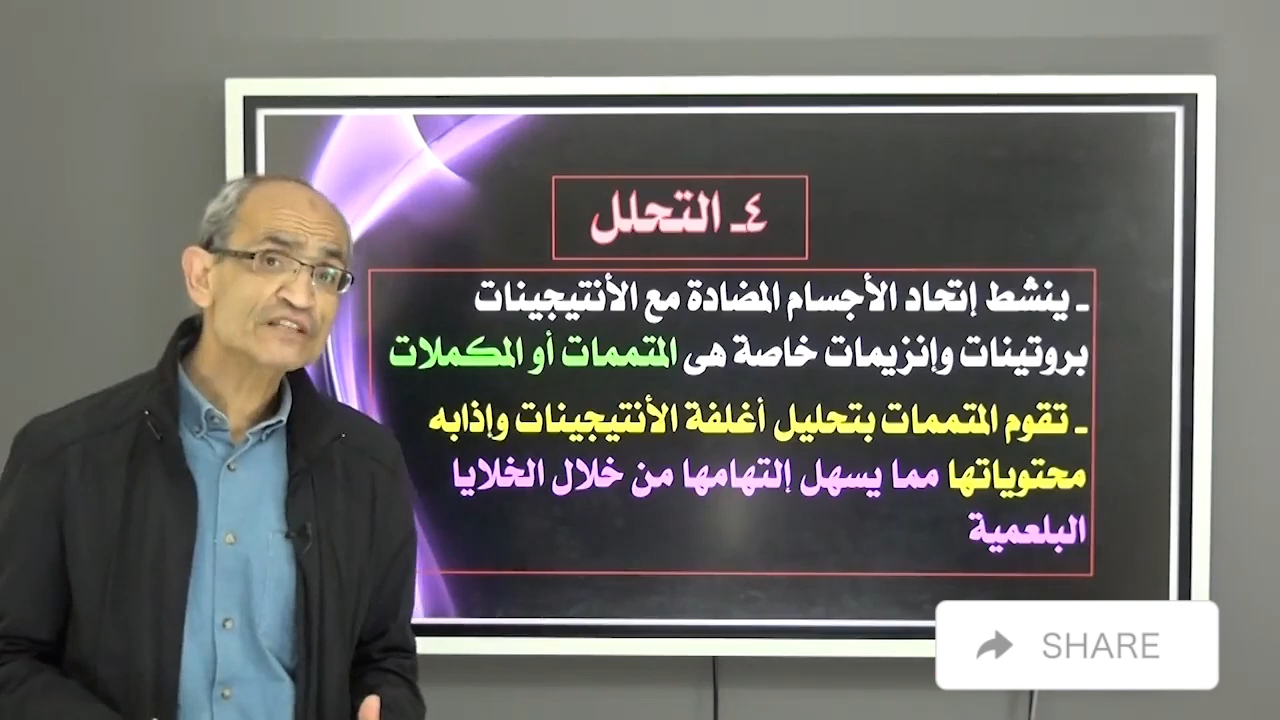 ٤ـ التحلل
ـ ينشط إتحاد الأجسام المضادة مع الأنتيجينات
بروتينات وإنزيمات خاصة هى المتممات أو المكملات
ـ تقوم المتممات بتحليل أغلفة الأنتيجينات وإذابه
محتوياتها مما يسهل إلتهامها من خلال الخلايا
البلعمية
SHARE